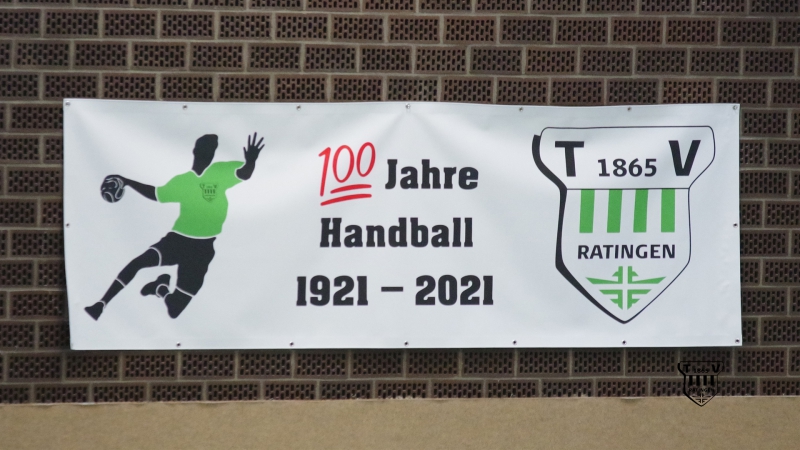 100 Jahre
Handball
1921 – 2021
T 1865 V
RATINGEN